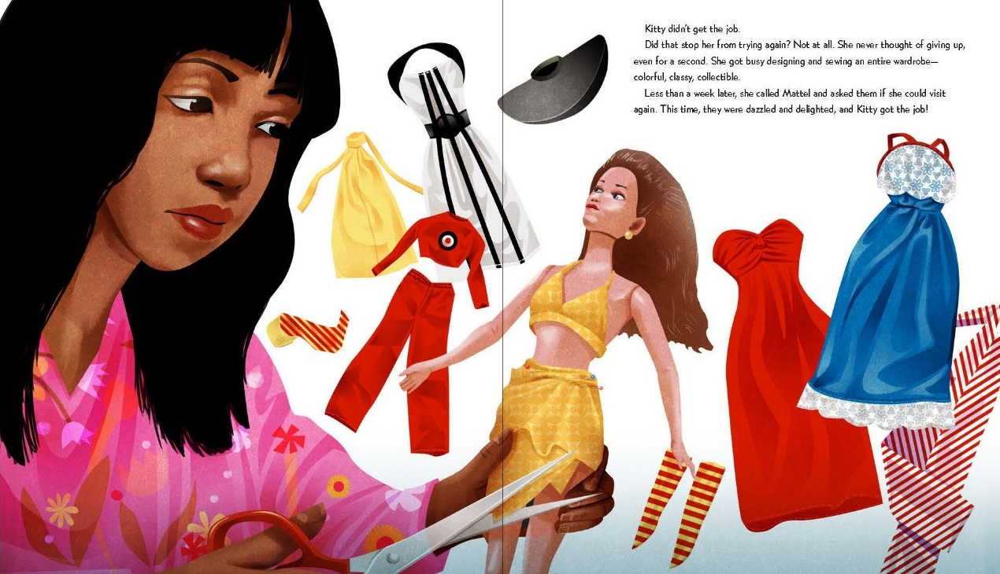 Kitty didn't get the job.
Did that stop her from trying again? Not at all. She never thought of giving up,
even for a second. She got busy designing and sewing an entire wardrobe—
colorful, classy, collectible.
Less than a week later, she called Mattel and asked them if she could visit
again. This time, they were dazzled and delighted, and Kitty got the job!